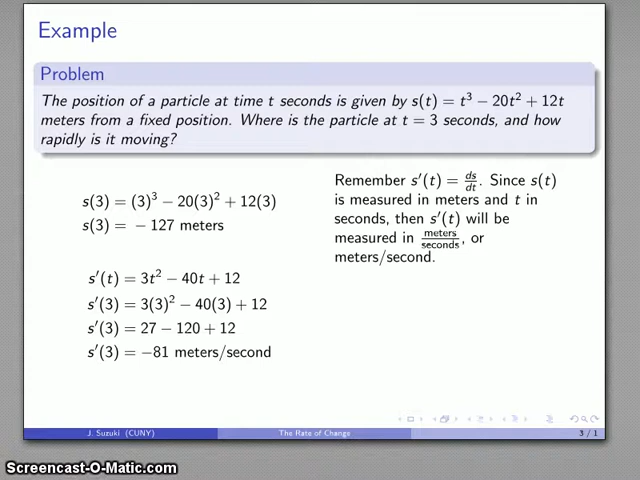 Example
Problem
The position of a particle at time t seconds is given by s(t) = t³ − 20t² + 12t
meters from a fixed position. Where is the particle at t = 3 seconds, and how
rapidly is it moving?
s(3) = (3)³ − 20(3)² + 12(3)
s(3) = − 127 meters
s′(t) = 3t² − 40t + 12
s′(3) = 3(3)² − 40(3) + 12
s′(3) = 27 − 120 + 12
s′(3) = −81 meters/second
Remember s′(t) = ds/dt. Since s(t)
is measured in meters and t in
seconds, then s′(t) will be
measured in meters/seconds, or
meters/second.
J. Suzuki (CUNY)
The Rate of Change
3 / 1
Screencast-O-Matic.com